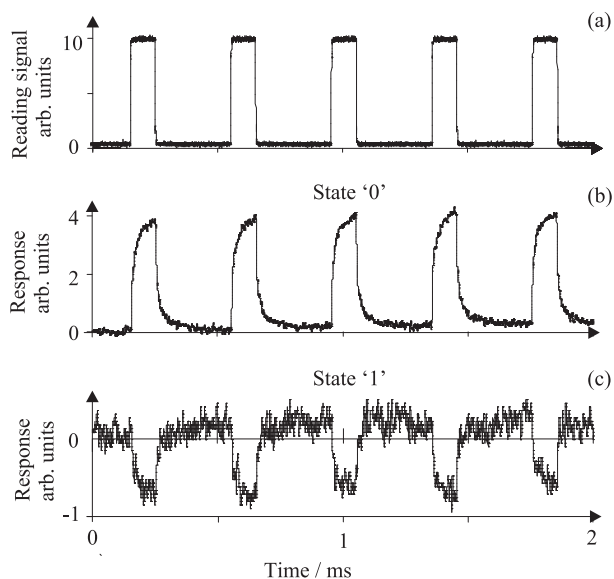 (a)
Reading signal
arb. units
10
0
State ‘0’
(b)
Response
arb. units
4
2
0
State ‘1’
(c)
Response
arb. units
0
-1
0
1
2
Time / ms